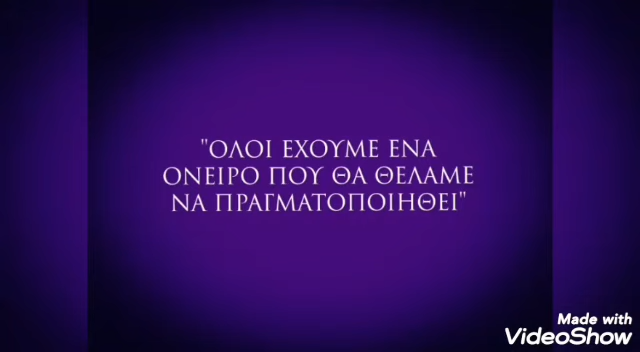 "ΟΛΟΙ ΕΧΟΥΜΕ ΕΝΑ
ΟΝΕΙΡΟ ΠΟΥ ΘΑ ΘΕΛΑΜΕ
ΝΑ ΠΡΑΓΜΑΤΟΠΟΙΗΘΕΙ"
Made with
VideoShow